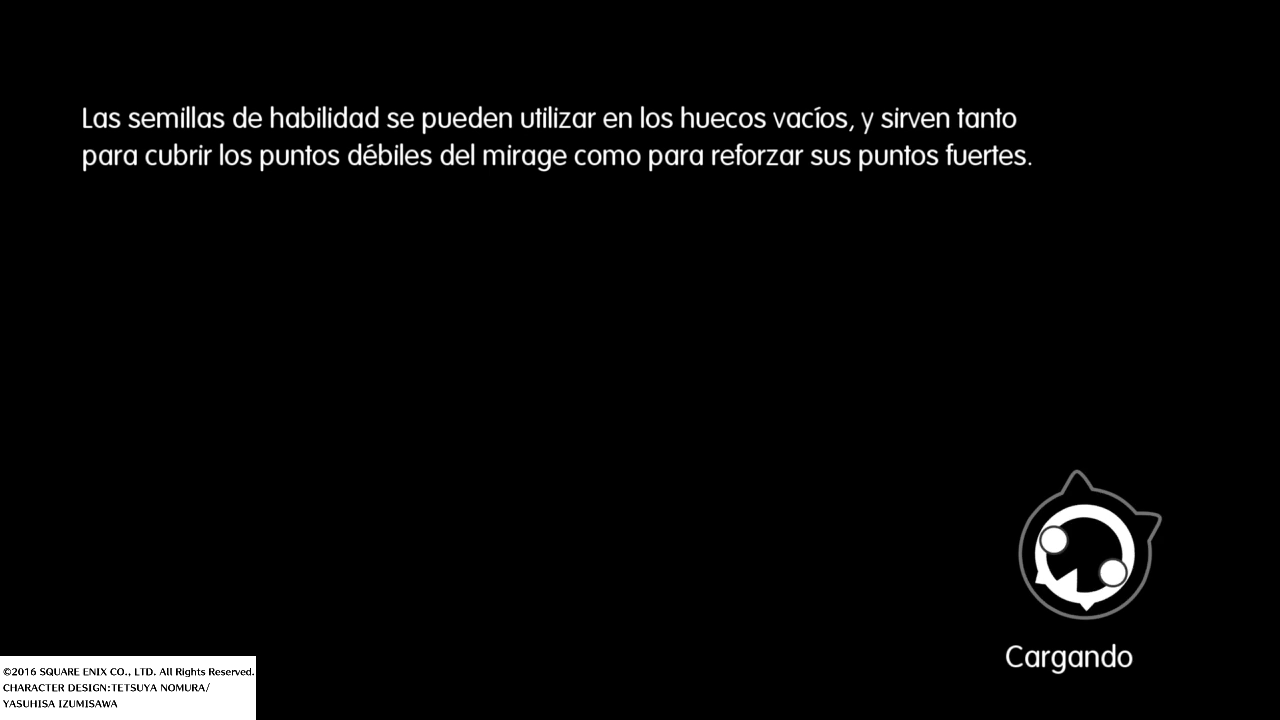 Las semillas de habilidad se pueden utilizar en los huecos vacíos, y sirven tanto
para cubrir los puntos débiles del mirage como para reforzar sus puntos fuertes.
Cargando
©2016 SQUARE ENIX CO., LTD. All Rights Reserved.
CHARACTER DESIGN:TETSUYA NOMURA/
YASUHISA IZUMISAWA